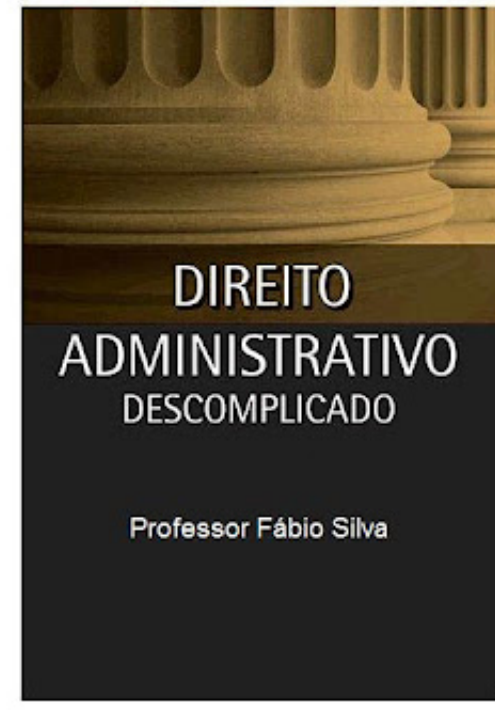 DIREITO
ADMINISTRATIVO
DESCOMPLICADO
Professor Fábio Silva